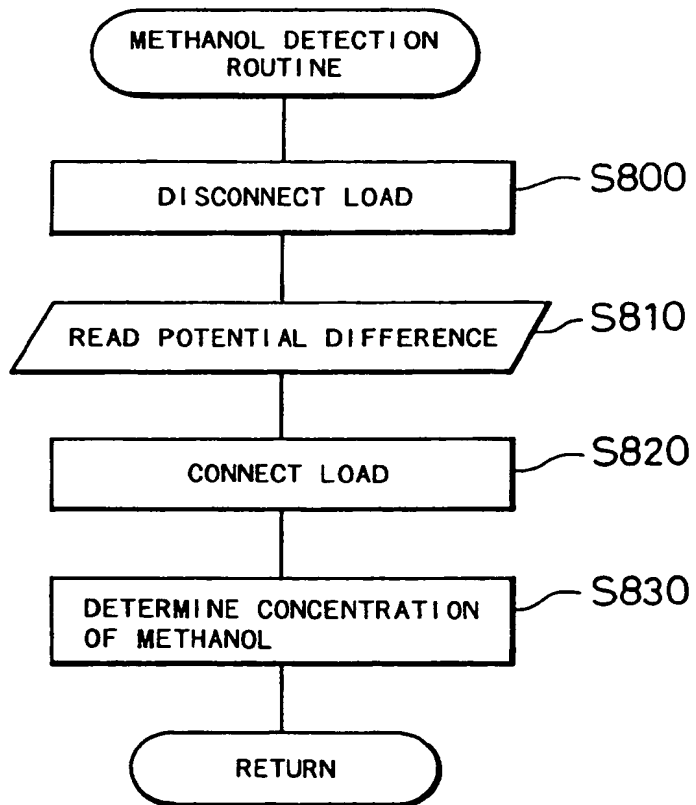 METHANOL DETECTION
ROUTINE
DISCONNECT LOAD
S800
READ POTENTIAL DIFFERENCE
S810
CONNECT LOAD
S820
DETERMINE CONCENTRATION
OF METHANOL
S830
RETURN